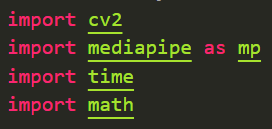 import cv2
import mediapipe as mp
import time
import math